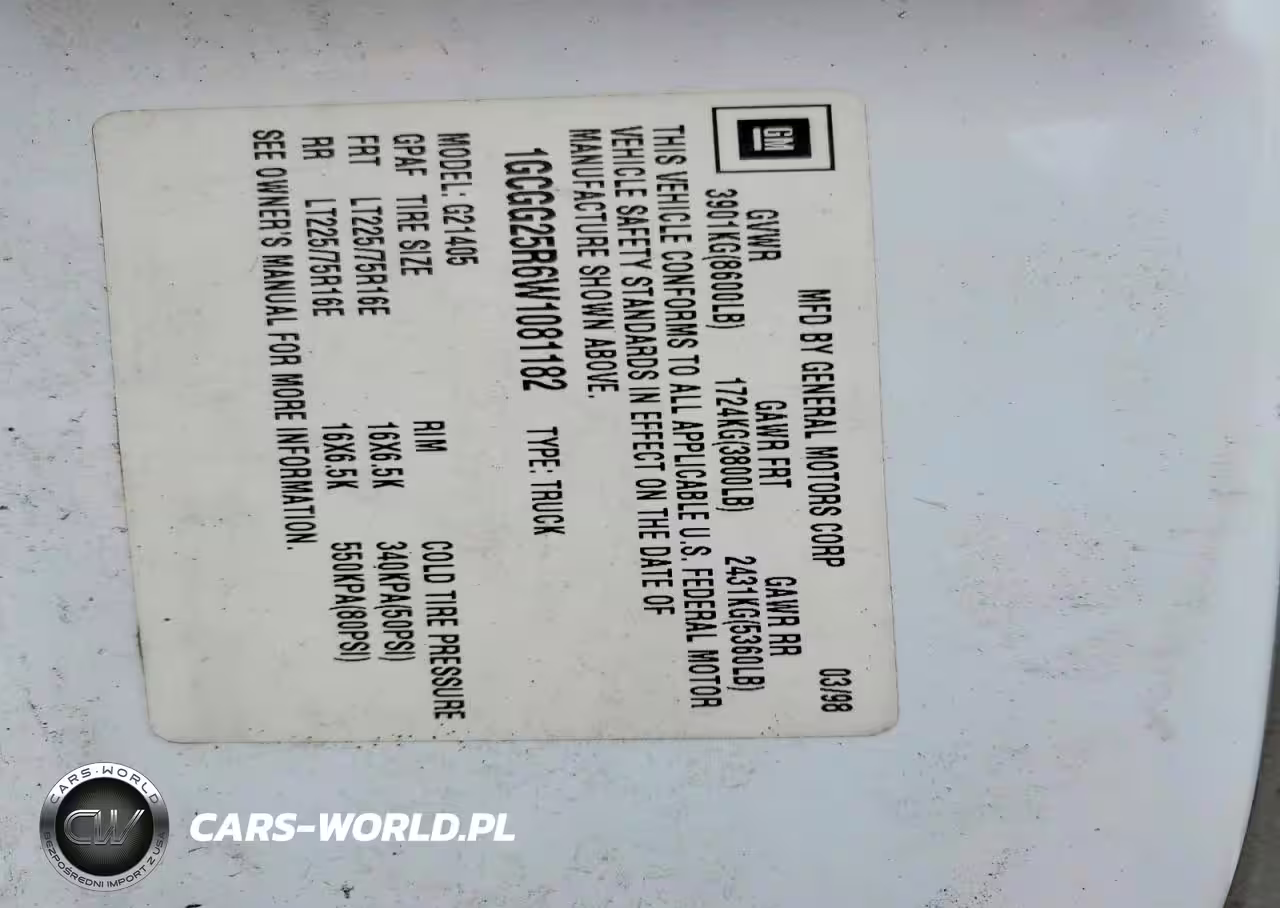 GM
MFD BY GENERAL MOTORS CORP 03/98
GVWR GAWR FRT GAWR RR
3901KG(8600LB) 1724KG(3800LB) 2431KG(5360LB)
THIS VEHICLE CONFORMS TO ALL APPLICABLE U.S. FEDERAL MOTOR
VEHICLE SAFETY STANDARDS IN EFFECT ON THE DATE OF
MANUFACTURE SHOWN ABOVE.
1GCGG25R6W1081182 TYPE: TRUCK
MODEL: G21405
GPAF TIRE SIZE RIM COLD TIRE PRESSURE
FRT LT225/75R16E 16X6.5K 340KPA(50PSI)
RR LT225/75R16E 16X6.5K 550KPA(80PSI)
SEE OWNER'S MANUAL FOR MORE INFORMATION.
CARS-WORLD
CW
BEZPOŚREDNI IMPORT Z USA
CARS-WORLD.PL